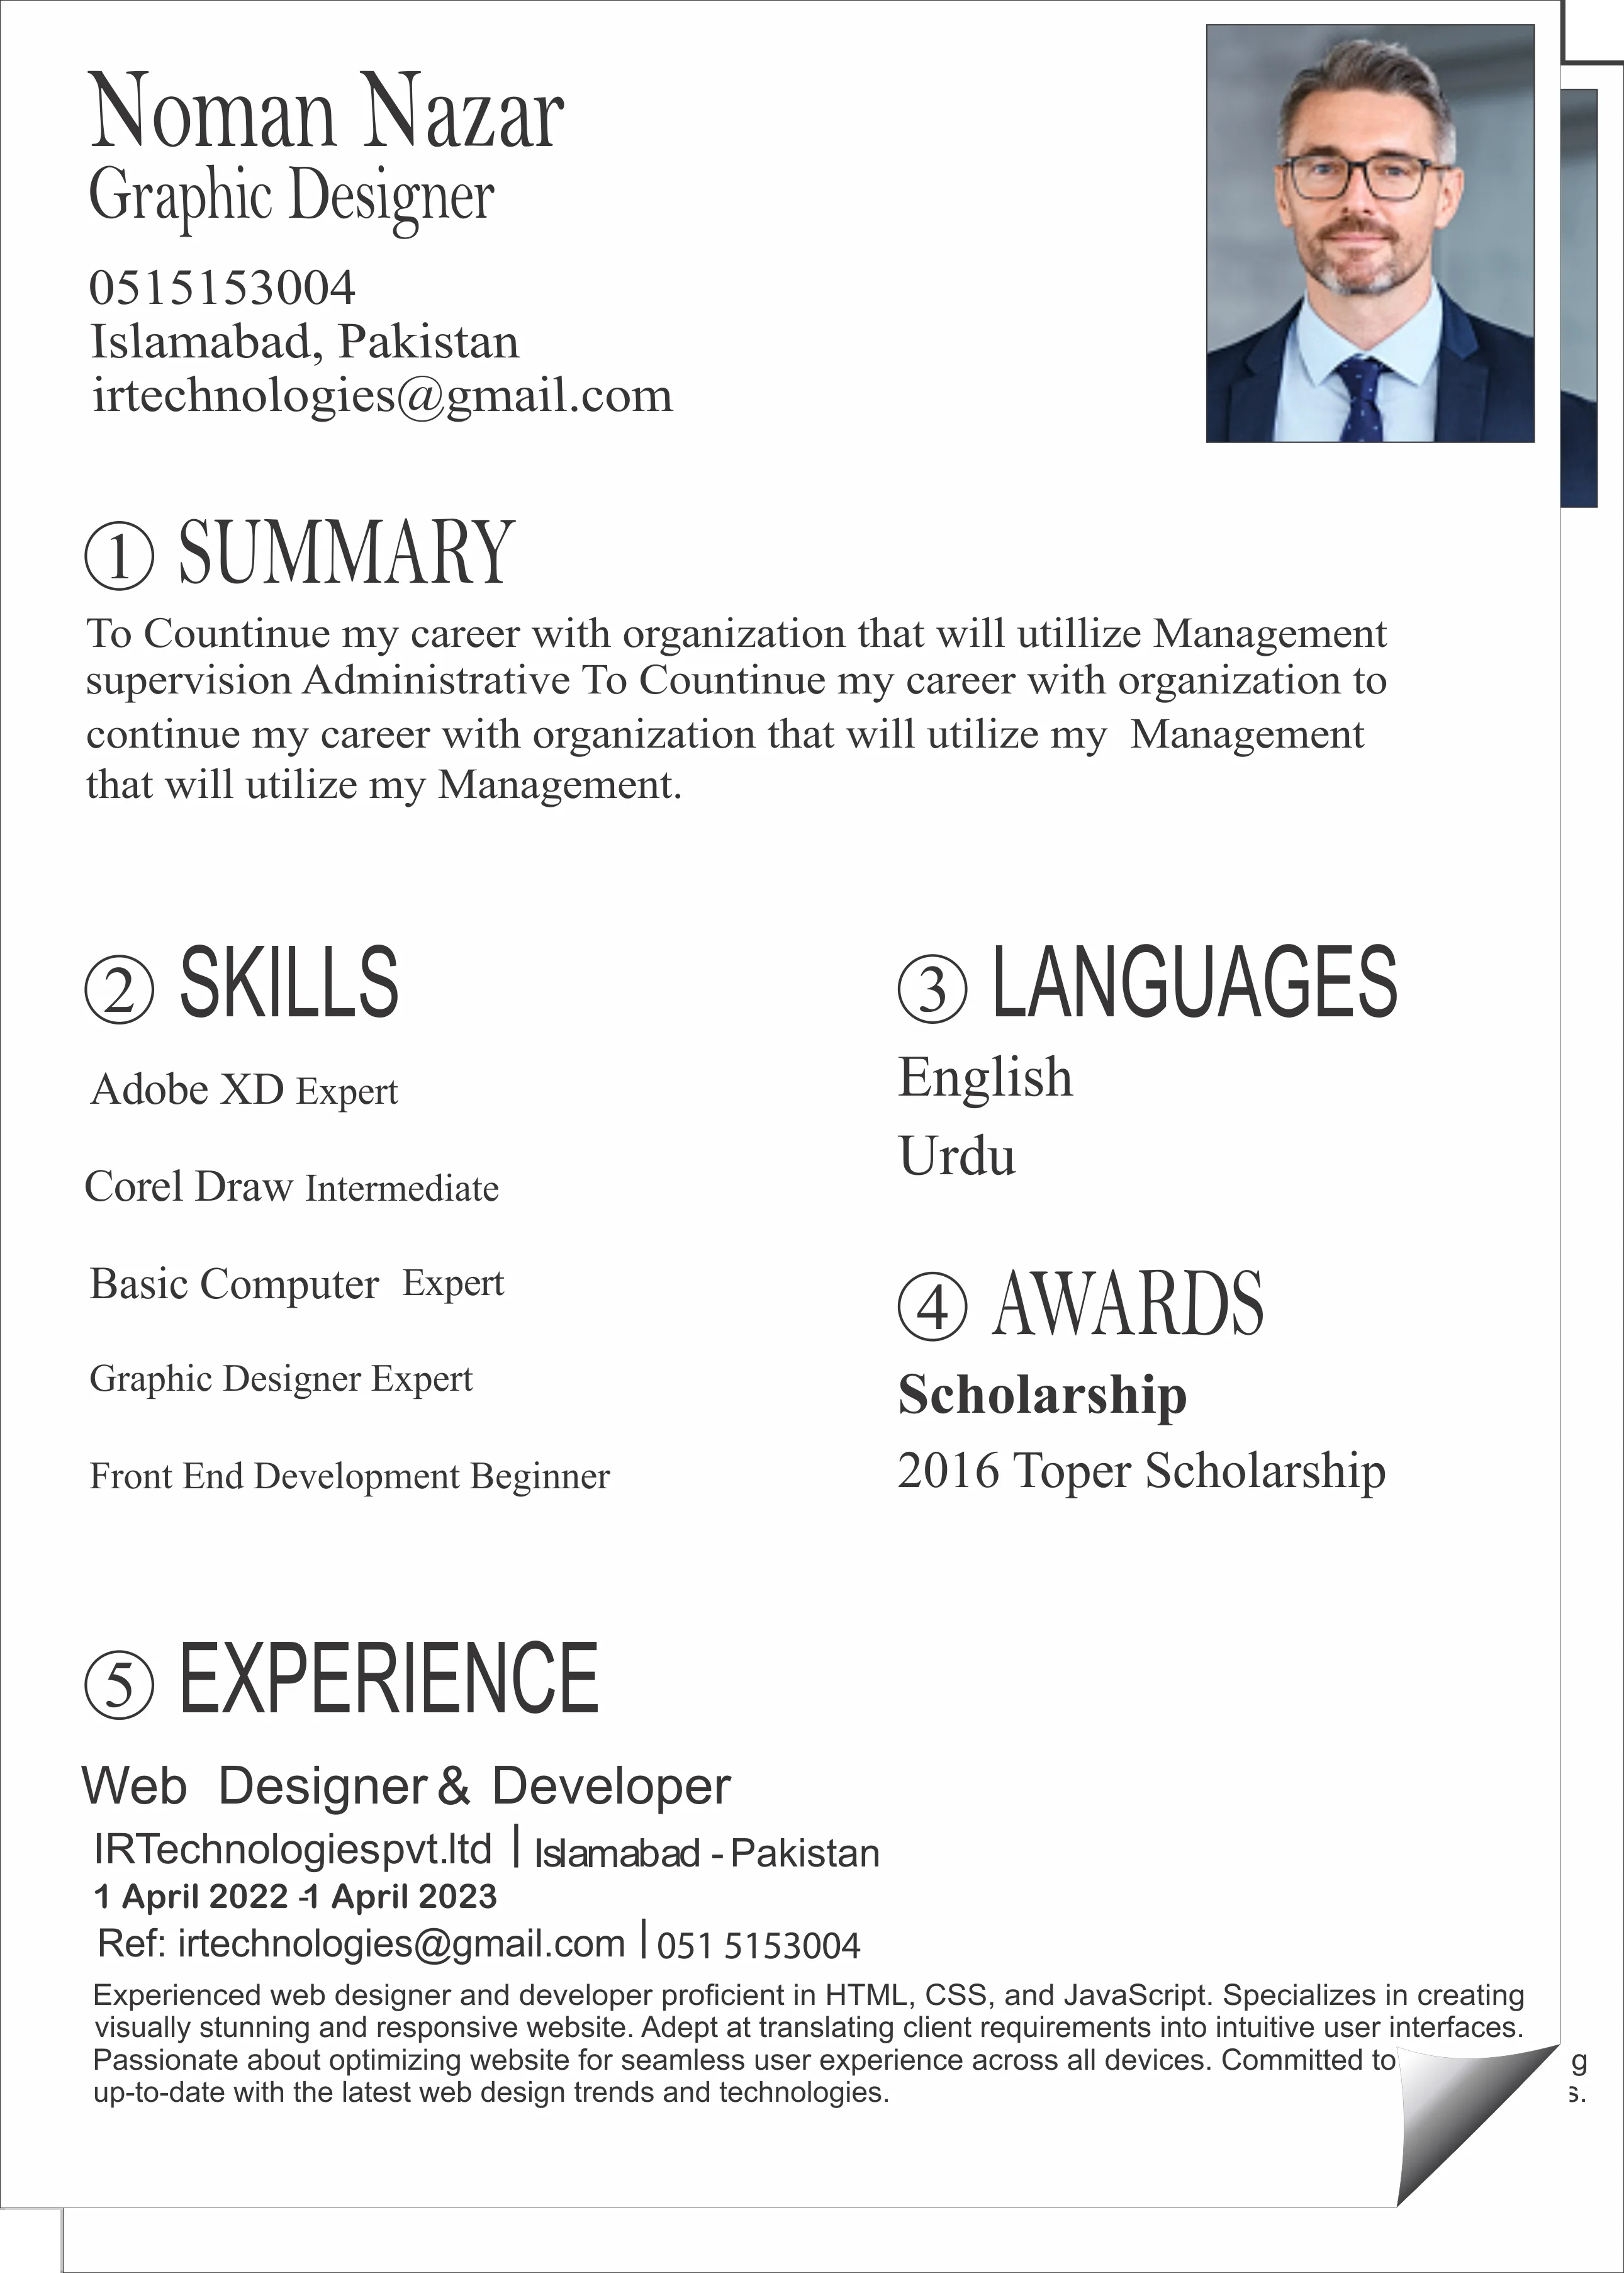 Noman Nazar
Graphic Designer
0515153004
Islamabad, Pakistan
irtechnologies@gmail.com
1 SUMMARY
To Countinue my career with organization that will utillize Management
supervision Administrative To Countinue my career with organization to
continue my career with organization that will utilize my Management
that will utilize my Management.
2 SKILLS
Adobe XD Expert
Corel Draw Intermediate
Basic Computer Expert
Graphic Designer Expert
Front End Development Beginner
3 LANGUAGES
English
Urdu
4 AWARDS
Scholarship
2016 Toper Scholarship
5 EXPERIENCE
Web Designer & Developer
IRTechnologiespvt.ltd | Islamabad - Pakistan
1 April 2022 -1 April 2023
Ref: irtechnologies@gmail.com | 051 5153004
Experienced web designer and developer proficient in HTML, CSS, and JavaScript. Specializes in creating
visually stunning and responsive website. Adept at translating client requirements into intuitive user interfaces.
Passionate about optimizing website for seamless user experience across all devices. Committed to
up-to-date with the latest web design trends and technologies.